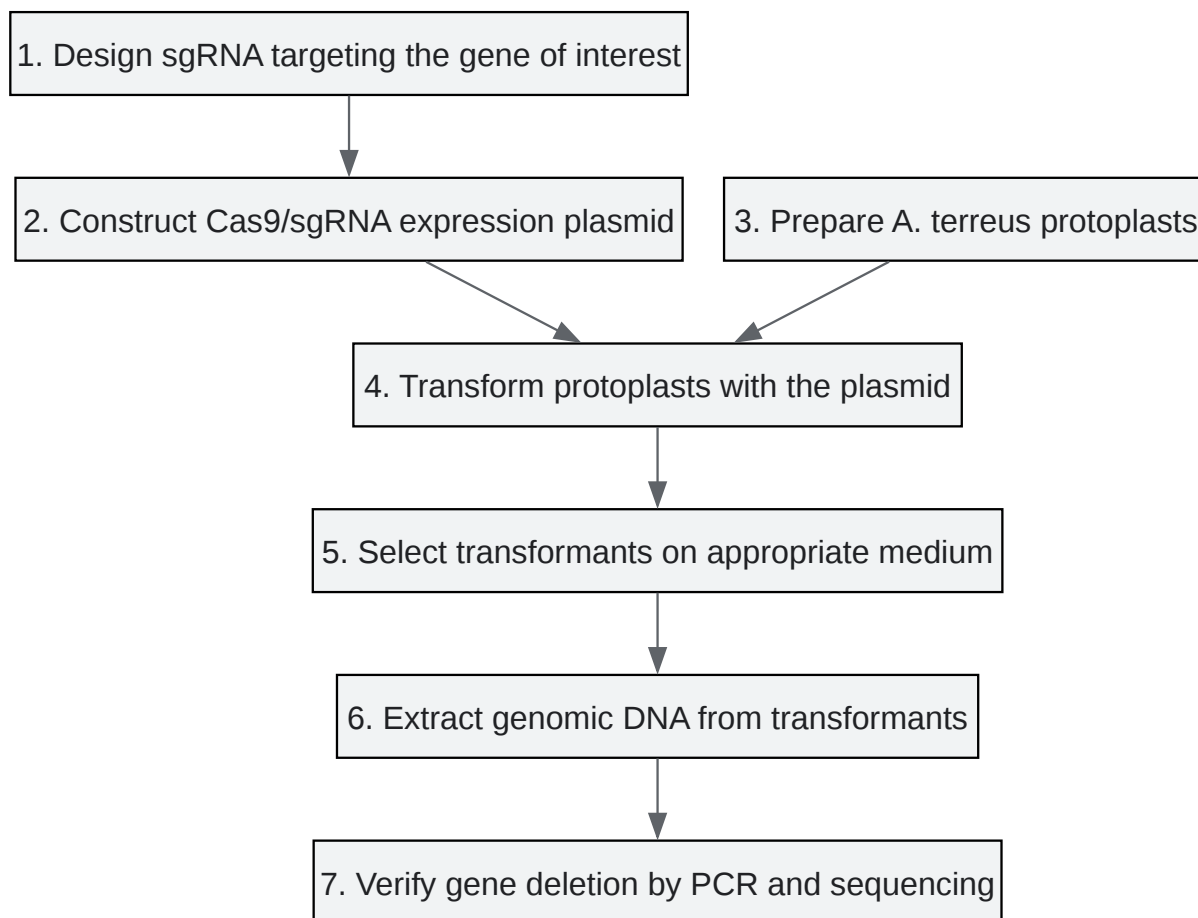 1. Design sgRNA targeting the gene of interest
2. Construct Cas9/sgRNA expression plasmid
3. Prepare A. terreus protoplasts
4. Transform protoplasts with the plasmid
5. Select transformants on appropriate medium
6. Extract genomic DNA from transformants
7. Verify gene deletion by PCR and sequencing